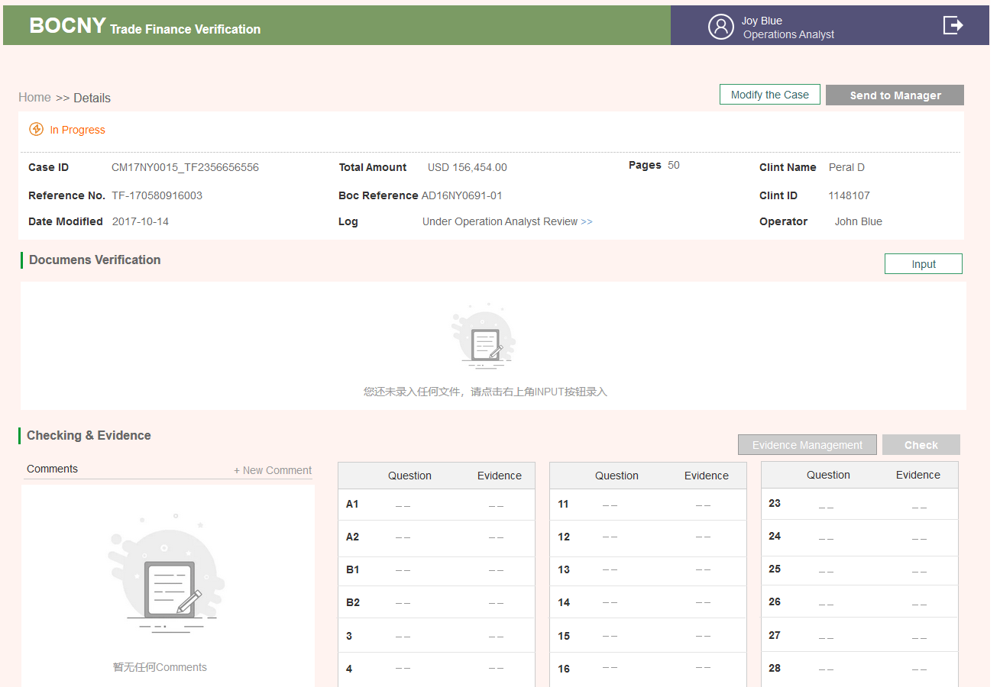 BOCNY Trade Finance Verification
Joy Blue
Operations Analyst
Home >> Details
Modify the Case
Send to Manager
In Progress
Case ID CM17NY0015_TF2356656556 Total Amount USD 156,454.00 Pages 50 Clint Name Peral D
Reference No. TF-170580916003 Boc Reference AD16NY0691-01 Clint ID 1148107
Date Modified 2017-10-14 Log Under Operation Analyst Review >> Operator John Blue
Documens Verification
Input
您还未录入任何文件，请点击右上角INPUT按钮录入
Checking & Evidence
Evidence Management
Check
Comments + New Comment
暂无任何Comments
Question Evidence
A1 – – – –
A2 – – – –
B1 – – – –
B2 – – – –
3 – – – –
4 – – – –
Question Evidence
11 – – – –
12 – – – –
13 – – – –
14 – – – –
15 – – – –
16 – – – –
Question Evidence
23 – – – –
24 – – – –
25 – – – –
26 – – – –
27 – – – –
28 – – – –